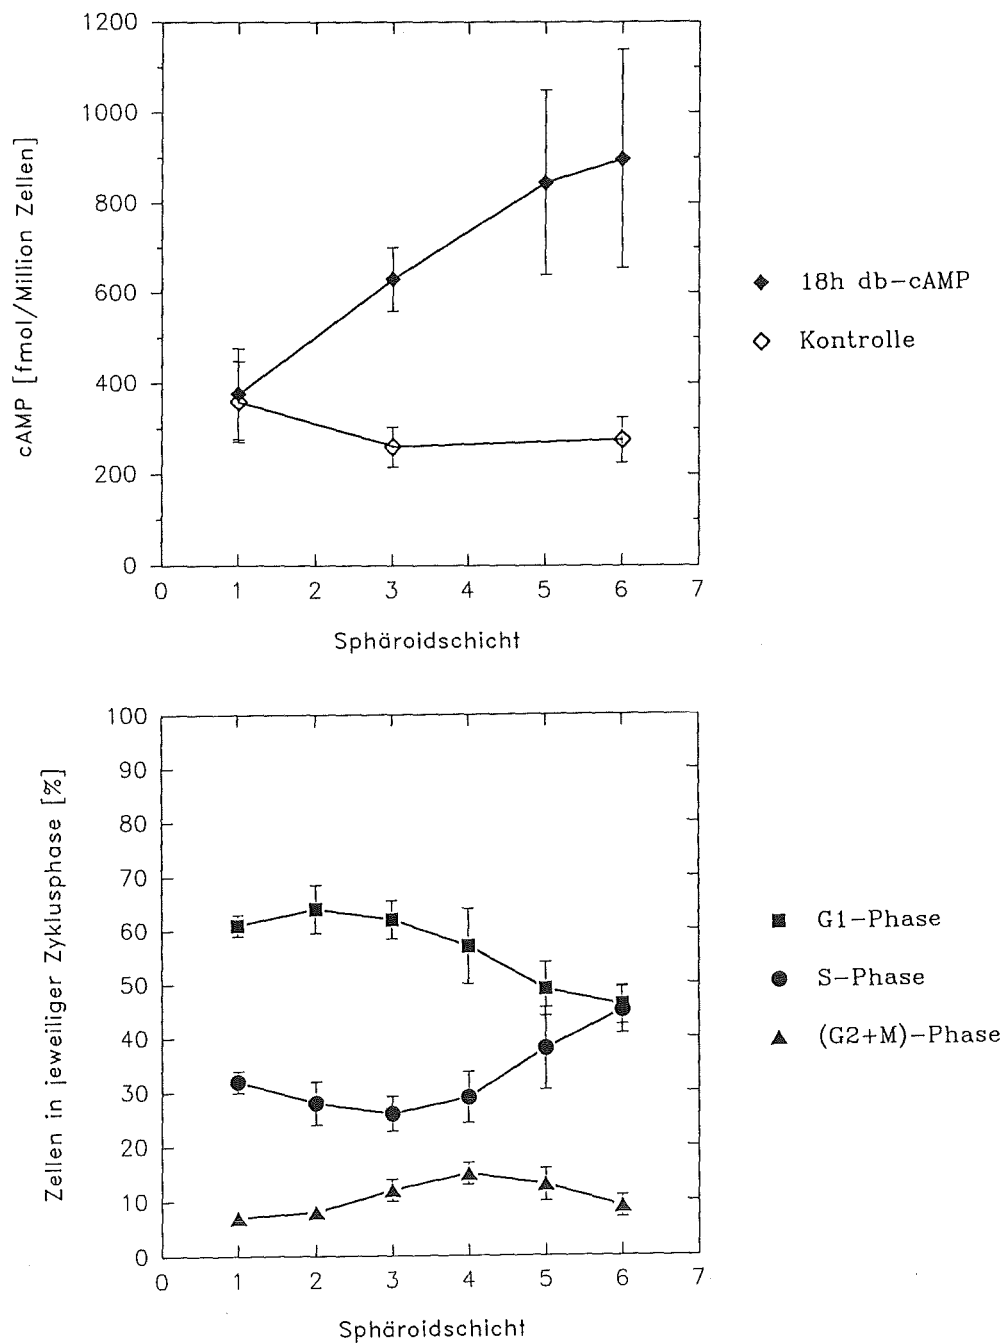 1200
1000
800
600
400
200
0
cAMP [fmol/Million Zellen]
0 1 2 3 4 5 6 7
Sphäroidschicht
18h db-cAMP
Kontrolle
100
90
80
70
60
50
40
30
20
10
0
Zellen in jeweiliger Zyklusphase [%]
0 1 2 3 4 5 6 7
Sphäroidschicht
G1-Phase
S-Phase
(G2+M)-Phase